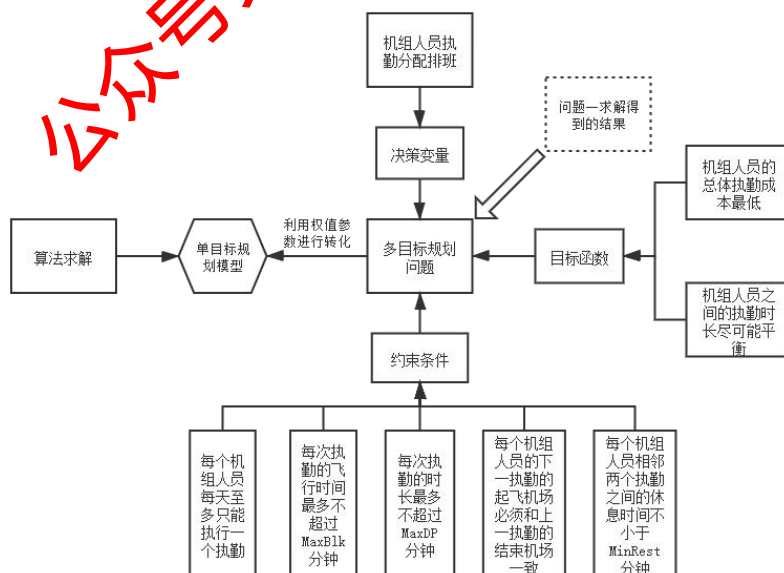 公众号
机组人员执
勤分配排班
问题一求解得
到的结果
决策变量
机组人员的
总体执勤成
本最低
算法求解
单目标规
划模型
利用权值参
数进行转化
多目标规划
问题
目标函数
机组人员之
间的执勤时
长尽可能平
衡
约束条件
每个机
组人员
每天至
多只能
执行一
个执勤
每次执
勤的飞
行时间
最多不
超过
MaxBlk
分钟
每次执
勤的时
长最多
不超过
MaxDP
分钟
每个机组
人员的下
一执勤的
起飞机场
必须和上
一执勤的
结束机场
一致
每个机组
人员相邻
两个执勤
之间的休
息时间不
小于
MinRest
分钟